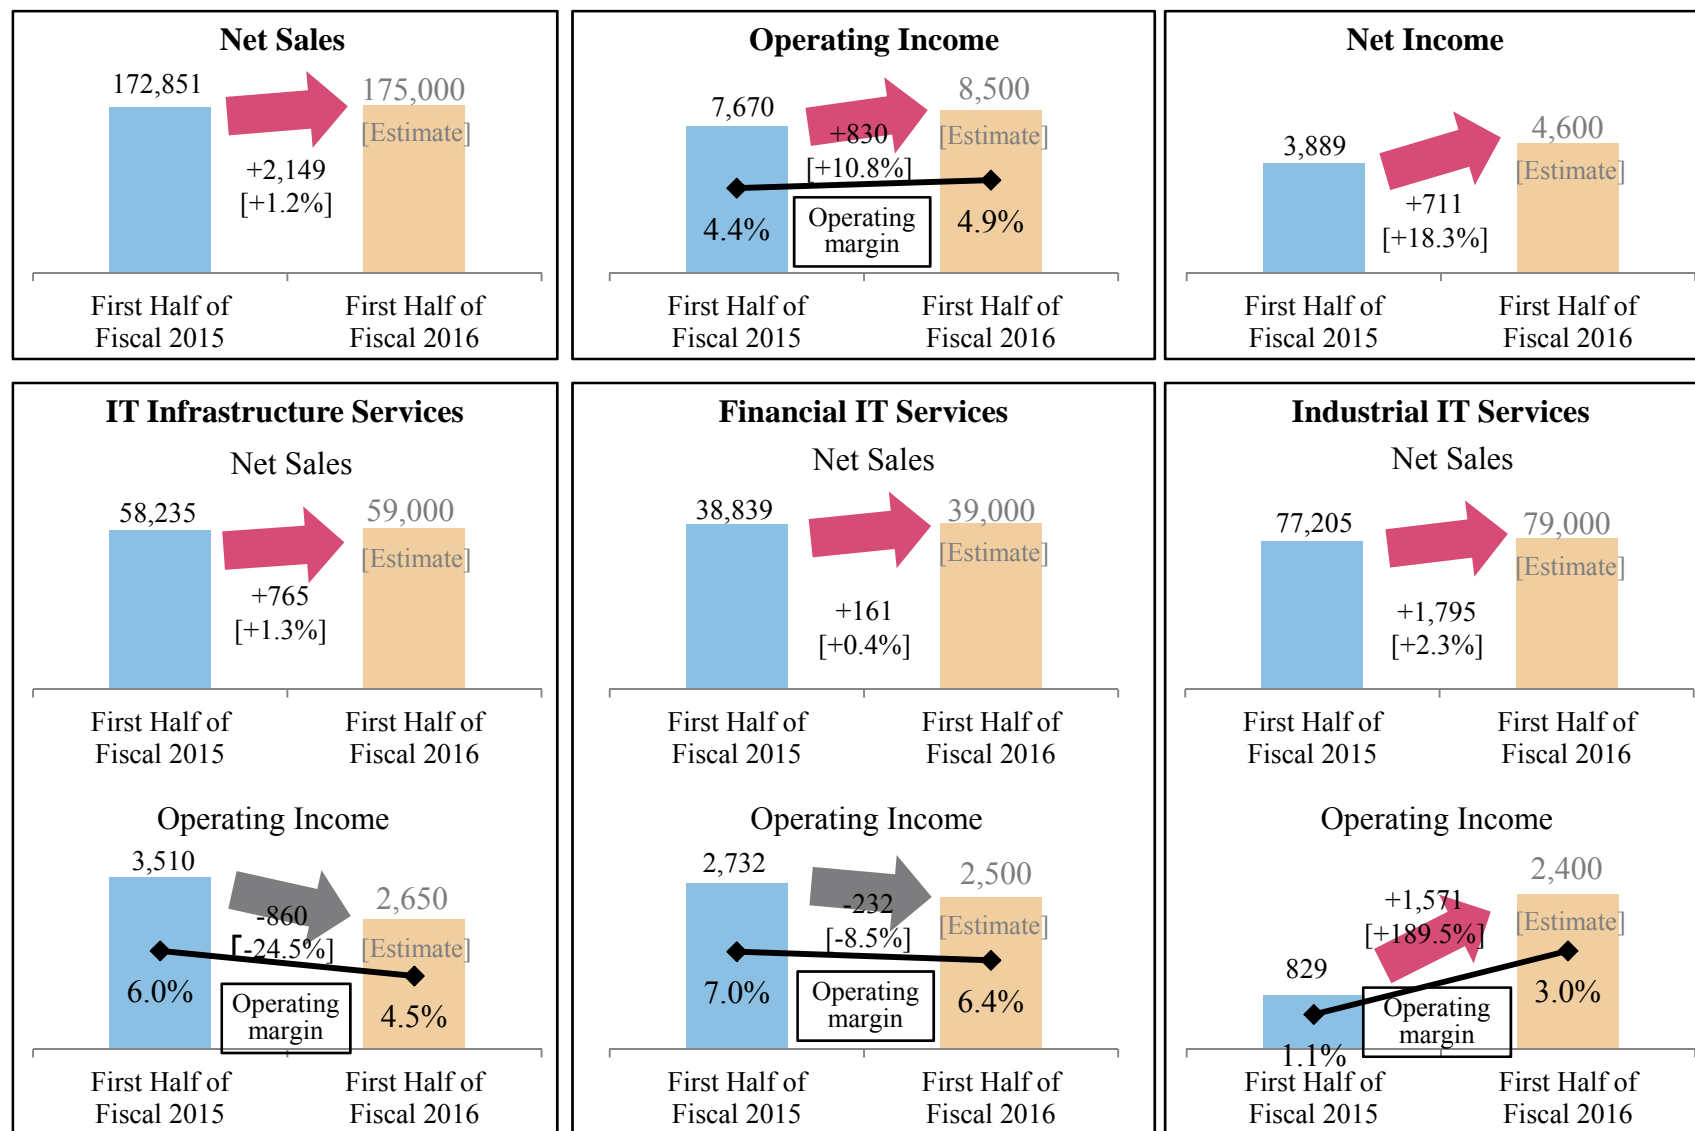 Net Sales
172,851
175,000
[Estimate]
+2,149
[+1.2%]
First Half of
Fiscal 2015
First Half of
Fiscal 2016
Operating Income
7,670
8,500
[Estimate]
+830
[+10.8%]
4.4%
Operating
margin
4.9%
First Half of
Fiscal 2015
First Half of
Fiscal 2016
Net Income
3,889
4,600
[Estimate]
+711
[+18.3%]
First Half of
Fiscal 2015
First Half of
Fiscal 2016
IT Infrastructure Services
Net Sales
58,235
59,000
[Estimate]
+765
[+1.3%]
First Half of
Fiscal 2015
First Half of
Fiscal 2016
Operating Income
3,510
2,650
-860
[-24.5%]
[Estimate]
6.0%
Operating
margin
4.5%
First Half of
Fiscal 2015
First Half of
Fiscal 2016
Financial IT Services
Net Sales
38,839
39,000
[Estimate]
+161
[+0.4%]
First Half of
Fiscal 2015
First Half of
Fiscal 2016
Operating Income
2,732
2,500
-232
[-8.5%]
[Estimate]
7.0%
Operating
margin
6.4%
First Half of
Fiscal 2015
First Half of
Fiscal 2016
Industrial IT Services
Net Sales
77,205
79,000
[Estimate]
+1,795
[+2.3%]
First Half of
Fiscal 2015
First Half of
Fiscal 2016
Operating Income
829
2,400
+1,571
[+189.5%]
[Estimate]
1.1%
Operating
margin
3.0%
First Half of
Fiscal 2015
First Half of
Fiscal 2016